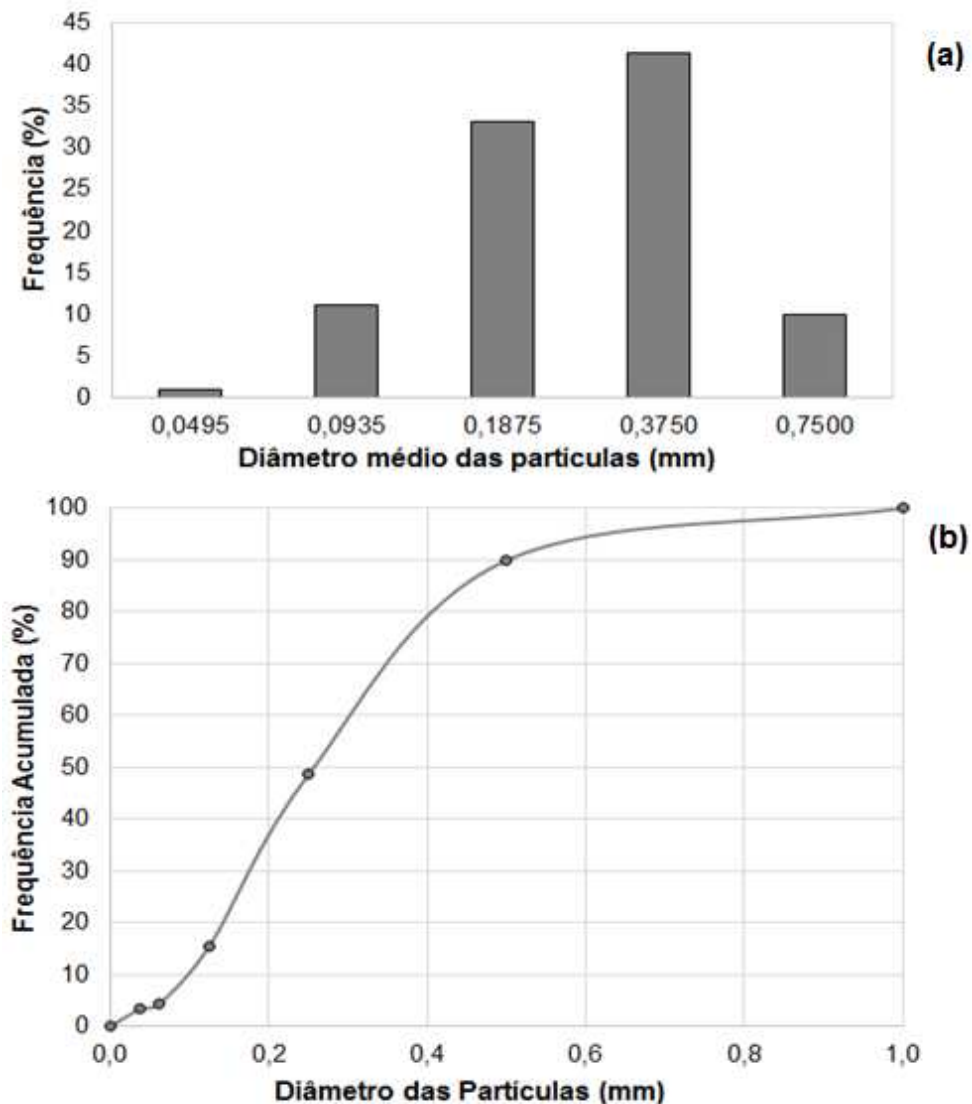 (a)
Frequência (%)
45
40
35
30
25
20
15
10
5
0
0,0495 0,0935 0,1875 0,3750 0,7500
Diâmetro médio das partículas (mm)
(b)
Frequência Acumulada (%)
100
90
80
70
60
50
40
30
20
10
0
0,0 0,2 0,4 0,6 0,8 1,0
Diâmetro das Partículas (mm)